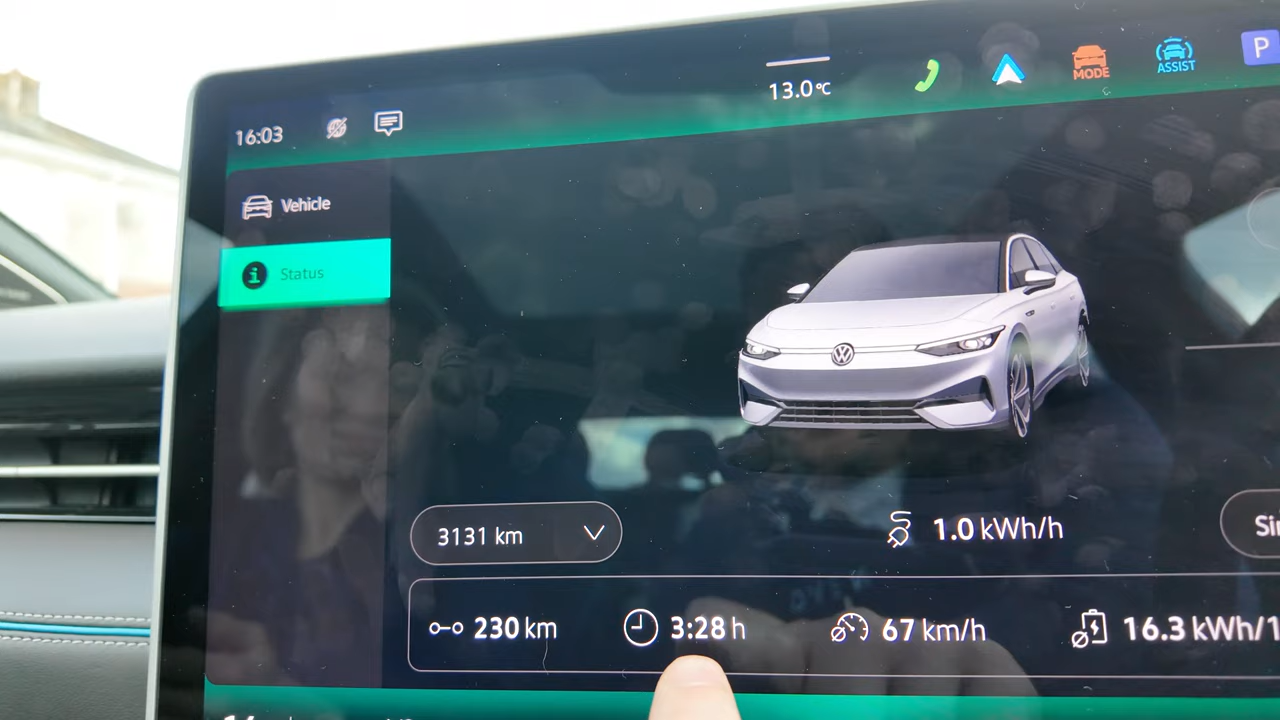 13.0°C
MODE
ASSIST
P
16:03
Vehicle
Status
3131 km
1.0 kWh/h
230 km
3:28 h
67 km/h
16.3 kWh/1